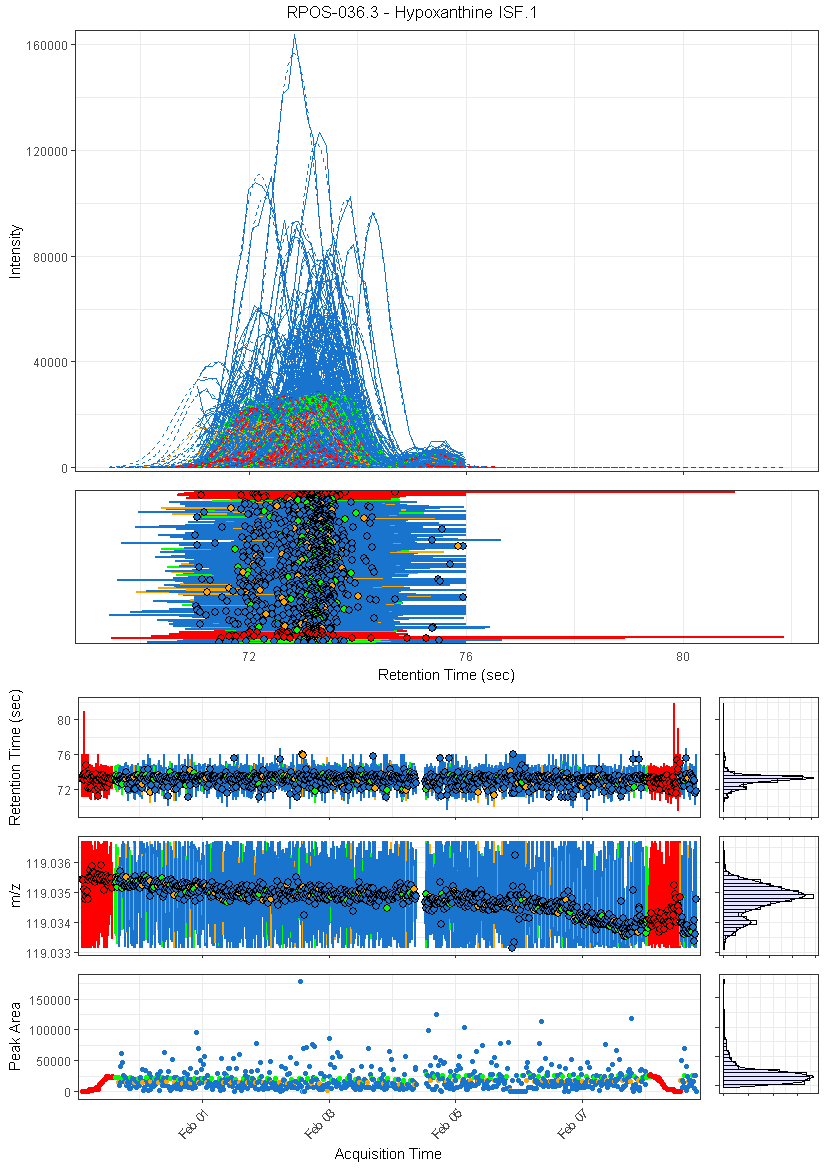 RPOS-036.3 - Hypoxanthine ISF.1
Intensity
160000
120000
80000
40000
0
72
76
80
Retention Time (sec)
Retention Time (sec)
80
76
72
m/z
119.036
119.035
119.034
119.033
Peak Area
150000
100000
50000
0
Feb 01
Feb 03
Feb 05
Feb 07
Acquisition Time